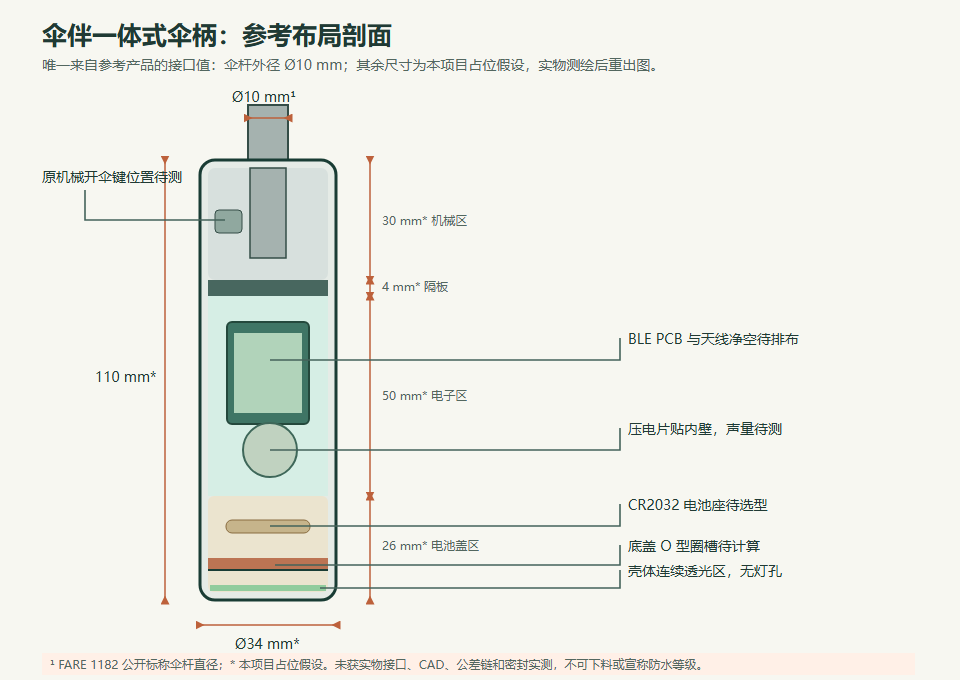 伞伴一体式伞柄：参考布局剖面
唯一来自参考产品的接口值：伞杆外径 Ø10 mm；其余尺寸为本项目占位假设，实物测绘后重出图。
Ø10 mm¹
原机械开伞键位置待测
30 mm* 机械区
4 mm* 隔板
BLE PCB 与天线净空待排布
110 mm*
50 mm* 电子区
压电片贴内壁，声量待测
CR2032 电池座待选型
26 mm* 电池盖区
底盖 O 型圈槽待计算
壳体连续透光区，无灯孔
Ø34 mm*
¹ FARE 1182 公开标称伞杆直径；* 本项目占位假设。未获实物接口、CAD、公差链和密封实测，不可下料或宣称防水等级。